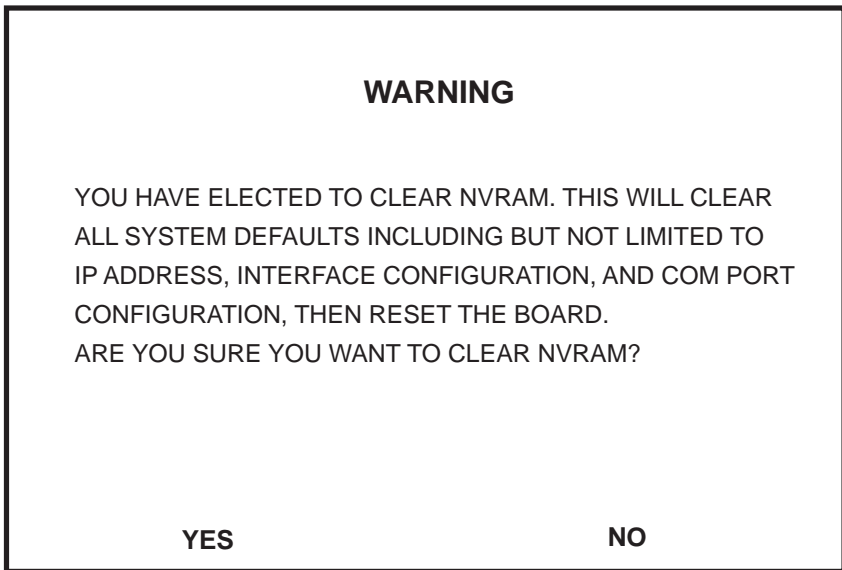 WARNING
YOU HAVE ELECTED TO CLEAR NVRAM. THIS WILL CLEAR
ALL SYSTEM DEFAULTS INCLUDING BUT NOT LIMITED TO
IP ADDRESS, INTERFACE CONFIGURATION, AND COM PORT
CONFIGURATION, THEN RESET THE BOARD.
ARE YOU SURE YOU WANT TO CLEAR NVRAM?
YES NO